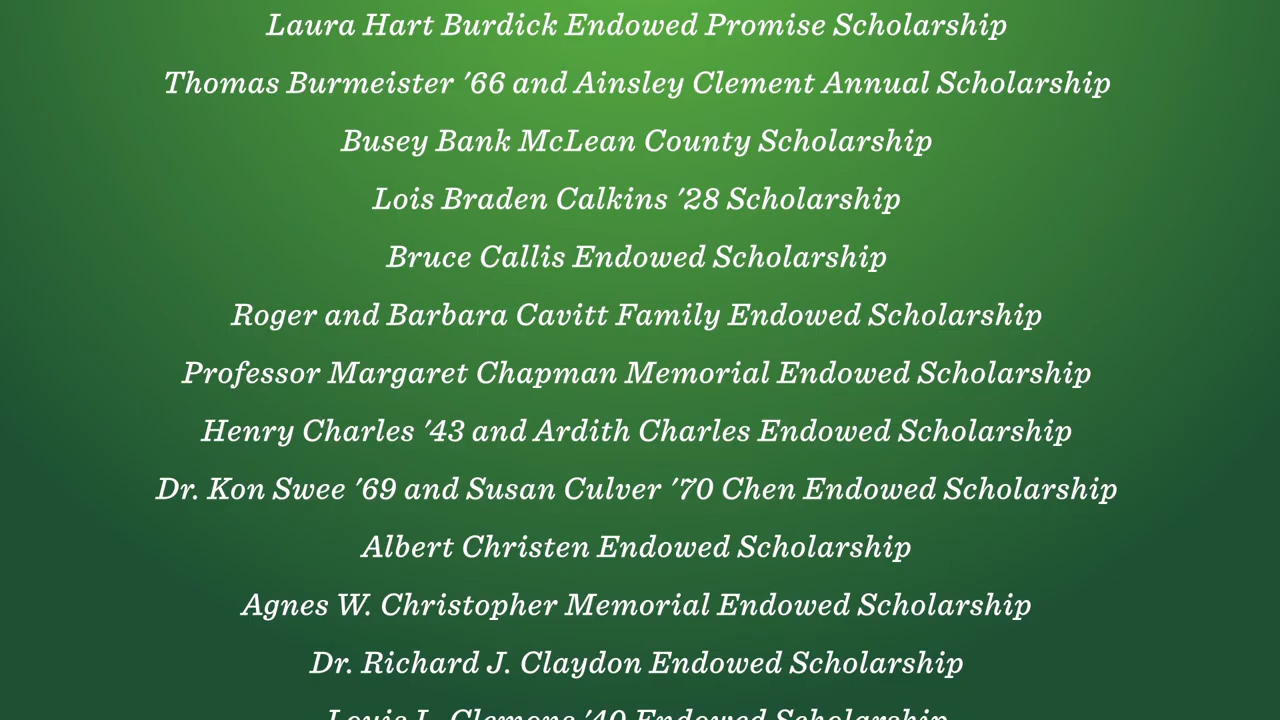 Laura Hart Burdick Endowed Promise Scholarship
Thomas Burmeister '66 and Ainsley Clement Annual Scholarship
Busey Bank McLean County Scholarship
Lois Braden Calkins '28 Scholarship
Bruce Callis Endowed Scholarship
Roger and Barbara Cavitt Family Endowed Scholarship
Professor Margaret Chapman Memorial Endowed Scholarship
Henry Charles '43 and Ardith Charles Endowed Scholarship
Dr. Kon Swee '69 and Susan Culver '70 Chen Endowed Scholarship
Albert Christen Endowed Scholarship
Agnes W. Christopher Memorial Endowed Scholarship
Dr. Richard J. Claydon Endowed Scholarship
L. Clemons '40 Endowed Scholarship